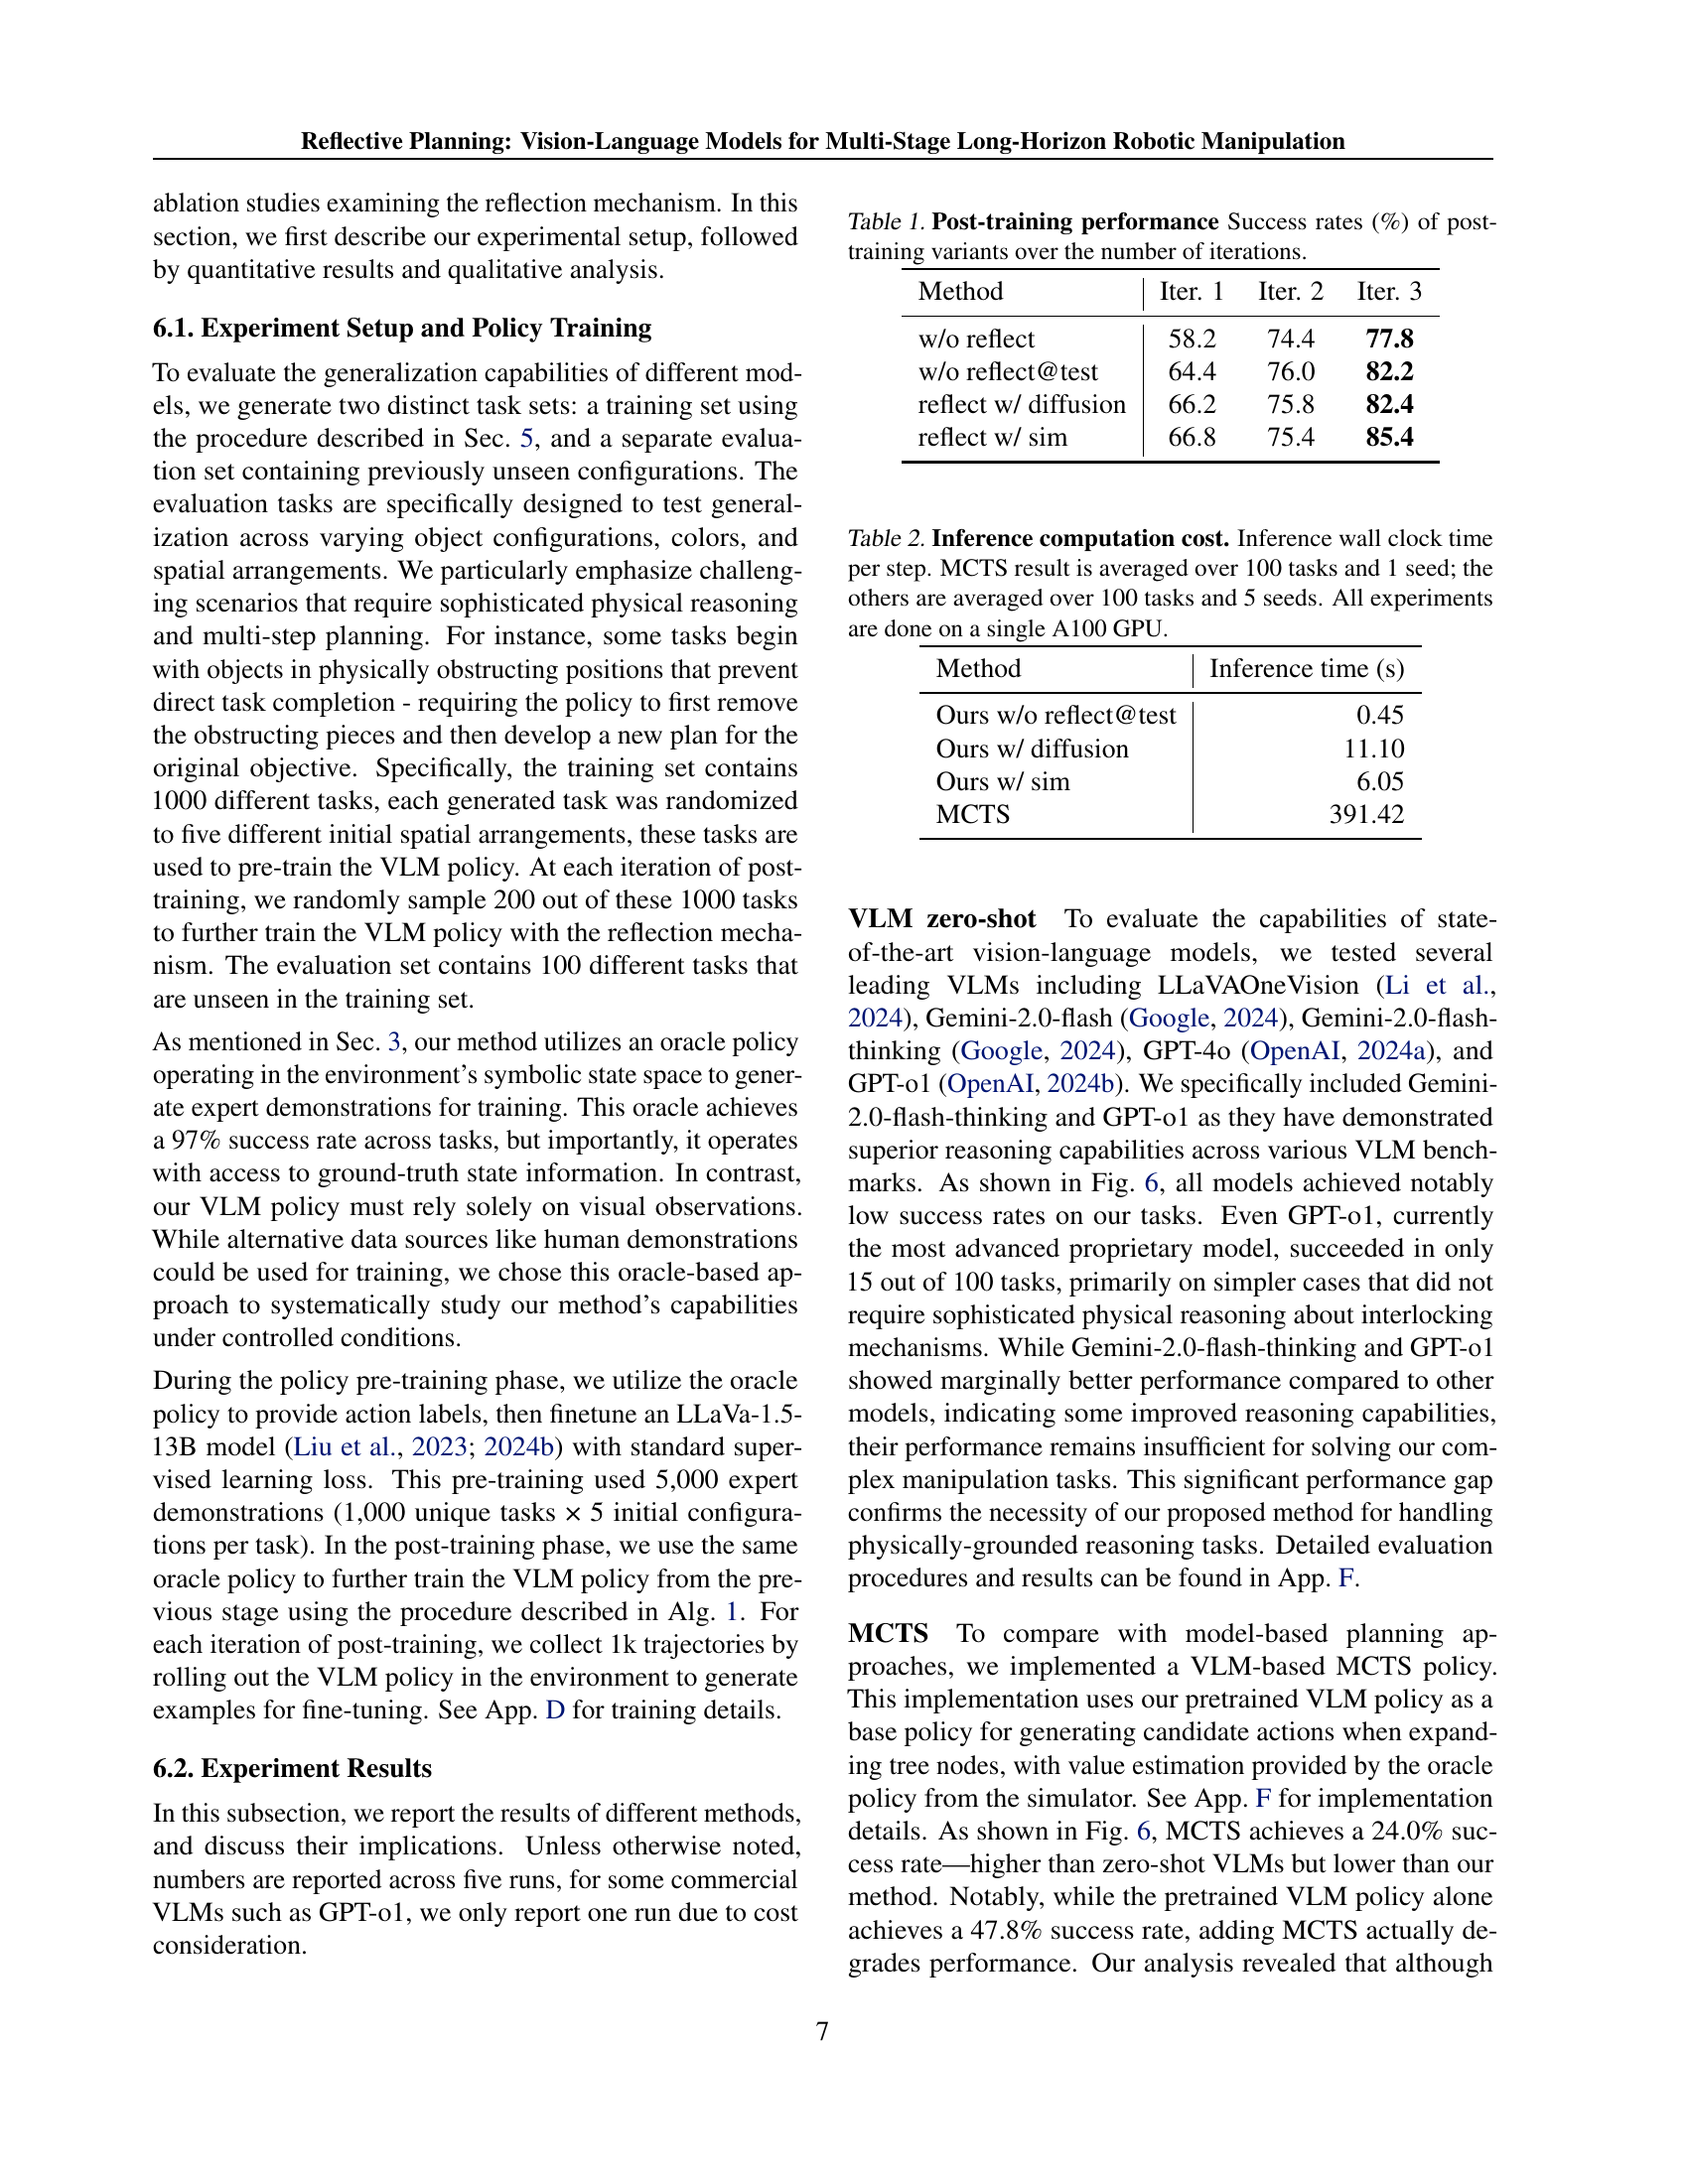 Reflective Planning: Vision-Language Models for Multi-Stage Long-Horizon Robotic Manipulation
ablation studies examining the reflection mechanism. In this
section, we first describe our experimental setup, followed
by quantitative results and qualitative analysis.
6.1. Experiment Setup and Policy Training
To evaluate the generalization capabilities of different mod-
els, we generate two distinct task sets: a training set using
the procedure described in Sec. 5, and a separate evalua-
tion set containing previously unseen configurations. The
evaluation tasks are specifically designed to test general-
ization across varying object configurations, colors, and
spatial arrangements. We particularly emphasize challeng-
ing scenarios that require sophisticated physical reasoning
and multi-step planning. For instance, some tasks begin
with objects in physically obstructing positions that prevent
direct task completion - requiring the policy to first remove
the obstructing pieces and then develop a new plan for the
original objective. Specifically, the training set contains
1000 different tasks, each generated task was randomized
to five different initial spatial arrangements, these tasks are
used to pre-train the VLM policy. At each iteration of post-
training, we randomly sample 200 out of these 1000 tasks
to further train the VLM policy with the reflection mecha-
nism. The evaluation set contains 100 different tasks that
are unseen in the training set.
As mentioned in Sec. 3, our method utilizes an oracle policy
operating in the environment's symbolic state space to gener-
ate expert demonstrations for training. This oracle achieves
a 97% success rate across tasks, but importantly, it operates
with access to ground-truth state information. In contrast,
our VLM policy must rely solely on visual observations.
While alternative data sources like human demonstrations
could be used for training, we chose this oracle-based ap-
proach to systematically study our method's capabilities
under controlled conditions.
During the policy pre-training phase, we utilize the oracle
policy to provide action labels, then finetune an LLaVa-1.5-
13B model (Liu et al., 2023; 2024b) with standard super-
vised learning loss. This pre-training used 5,000 expert
demonstrations (1,000 unique tasks × 5 initial configura-
tions per task). In the post-training phase, we use the same
oracle policy to further train the VLM policy from the pre-
vious stage using the procedure described in Alg. 1. For
each iteration of post-training, we collect 1k trajectories by
rolling out the VLM policy in the environment to generate
examples for fine-tuning. See App. D for training details.
6.2. Experiment Results
In this subsection, we report the results of different methods,
and discuss their implications. Unless otherwise noted,
numbers are reported across five runs, for some commercial
VLMs such as GPT-o1, we only report one run due to cost
consideration.
Table 1. Post-training performance Success rates (%) of post-
training variants over the number of iterations.
Method Iter. 1 Iter. 2 Iter. 3
w/o reflect 58.2 74.4 77.8
w/o reflect@test 64.4 76.0 82.2
reflect w/ diffusion 66.2 75.8 82.4
reflect w/ sim 66.8 75.4 85.4
Table 2. Inference computation cost. Inference wall clock time
per step. MCTS result is averaged over 100 tasks and 1 seed; the
others are averaged over 100 tasks and 5 seeds. All experiments
are done on a single A100 GPU.
Method Inference time (s)
Ours w/o reflect@test 0.45
Ours w/ diffusion 11.10
Ours w/ sim 6.05
MCTS 391.42
VLM zero-shot To evaluate the capabilities of state-
of-the-art vision-language models, we tested several
leading VLMs including LLaVAOneVision (Li et al.,
2024), Gemini-2.0-flash (Google, 2024), Gemini-2.0-flash-
thinking (Google, 2024), GPT-4o (OpenAI, 2024a), and
GPT-o1 (OpenAI, 2024b). We specifically included Gemini-
2.0-flash-thinking and GPT-o1 as they have demonstrated
superior reasoning capabilities across various VLM bench-
marks. As shown in Fig. 6, all models achieved notably
low success rates on our tasks. Even GPT-o1, currently
the most advanced proprietary model, succeeded in only
15 out of 100 tasks, primarily on simpler cases that did not
require sophisticated physical reasoning about interlocking
mechanisms. While Gemini-2.0-flash-thinking and GPT-o1
showed marginally better performance compared to other
models, indicating some improved reasoning capabilities,
their performance remains insufficient for solving our com-
plex manipulation tasks. This significant performance gap
confirms the necessity of our proposed method for handling
physically-grounded reasoning tasks. Detailed evaluation
procedures and results can be found in App. F.
MCTS To compare with model-based planning ap-
proaches, we implemented a VLM-based MCTS policy.
This implementation uses our pretrained VLM policy as a
base policy for generating candidate actions when expand-
ing tree nodes, with value estimation provided by the oracle
policy from the simulator. See App. F for implementation
details. As shown in Fig. 6, MCTS achieves a 24.0% suc-
cess rate—higher than zero-shot VLMs but lower than our
method. Notably, while the pretrained VLM policy alone
achieves a 47.8% success rate, adding MCTS actually de-
grades performance. Our analysis revealed that although
7